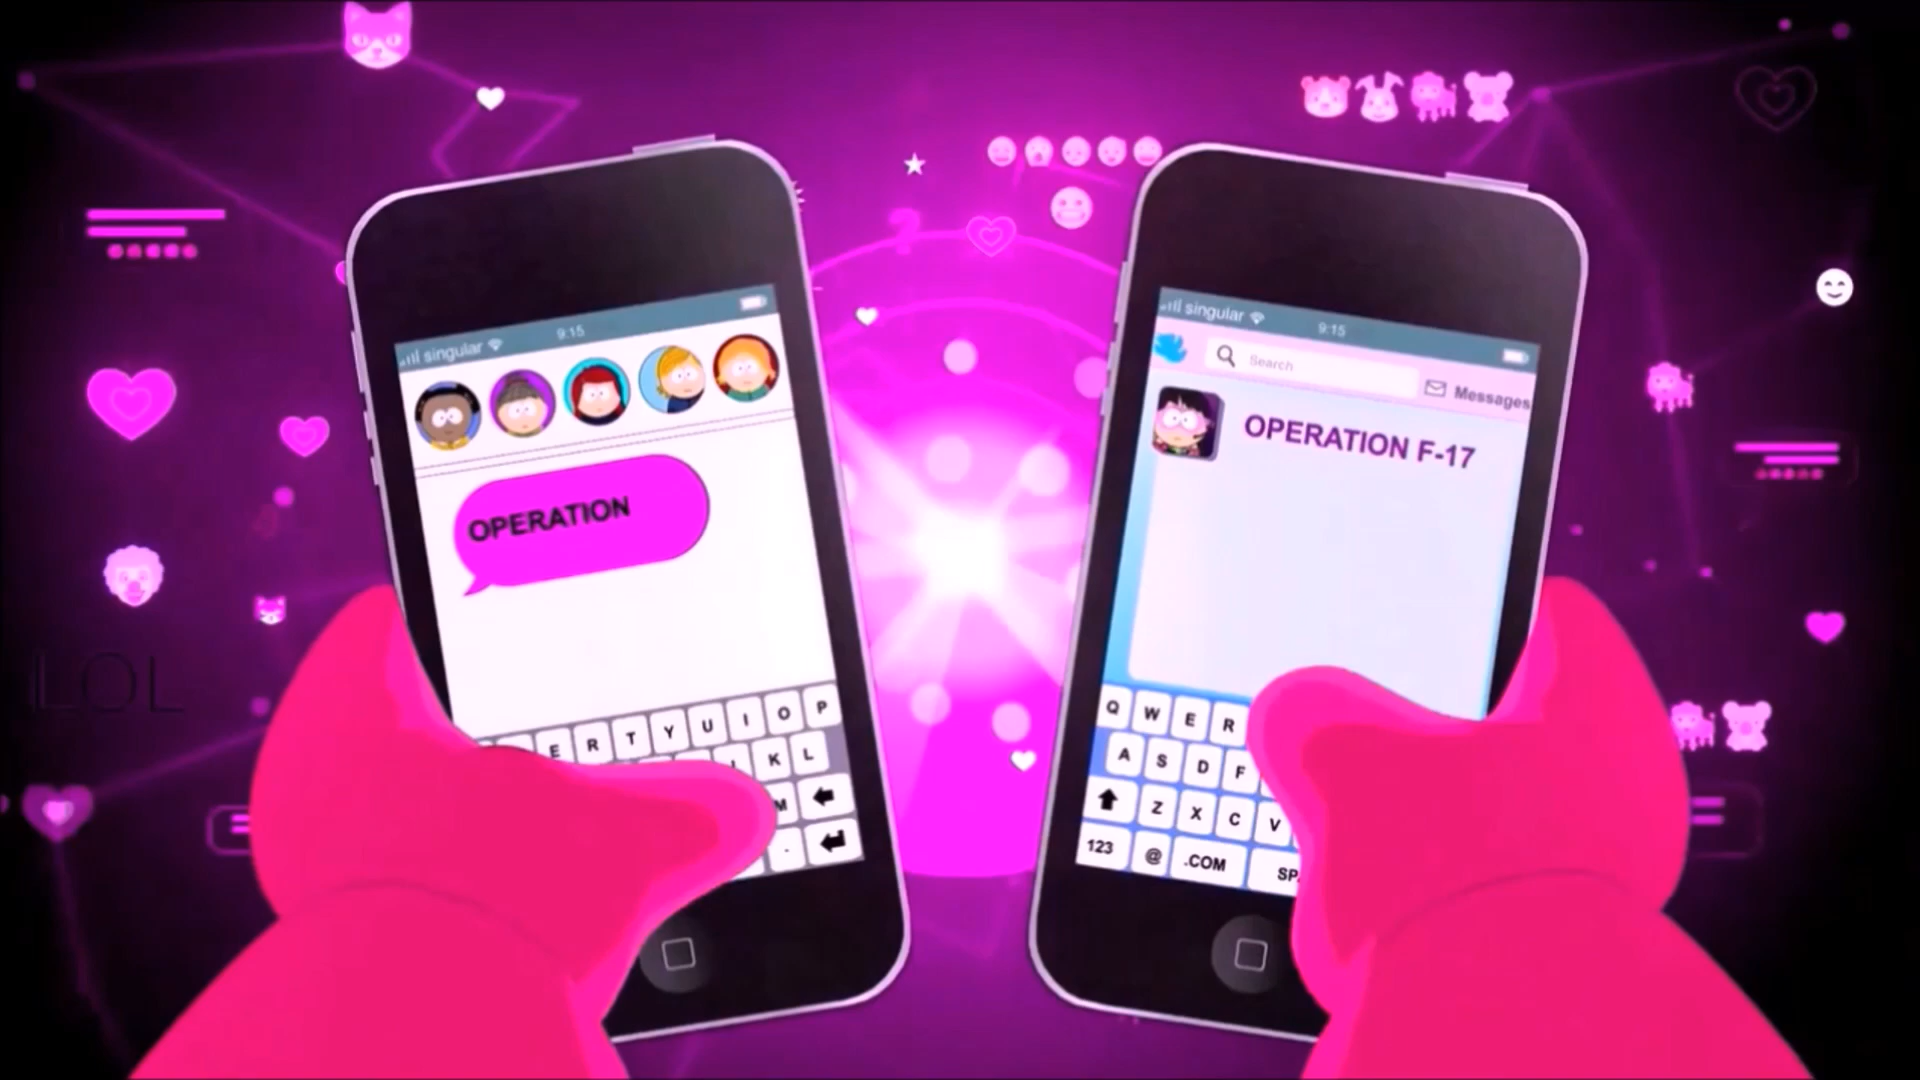 singular 9:15
OPERATION
E R T Y U I O P
K L
M
.
singular 9:15
Search
Messages
OPERATION F-17
Q W E R
A S D F
Z X C V
123 @ .COM
LOL